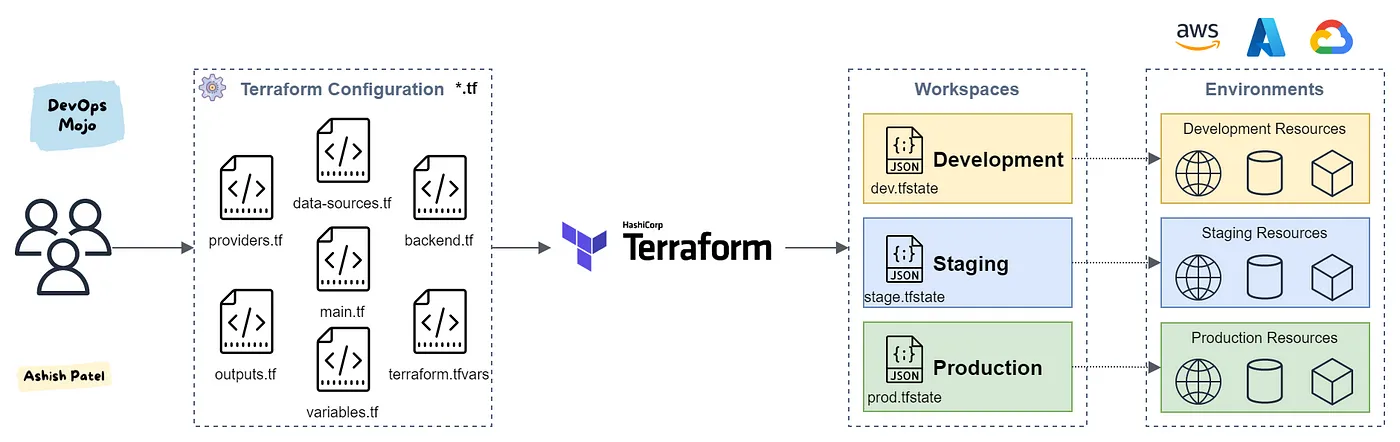 DevOps
Mojo
Ashish Patel
Terraform Configuration *.tf
data-sources.tf
providers.tf
backend.tf
main.tf
outputs.tf
terraform.tfvars
variables.tf
HashiCorp
Terraform
Workspaces
{;}
JSON
Development
dev.tfstate
{;}
JSON
Staging
stage.tfstate
{;}
JSON
Production
prod.tfstate
aws
Environments
Development Resources
Staging Resources
Production Resources